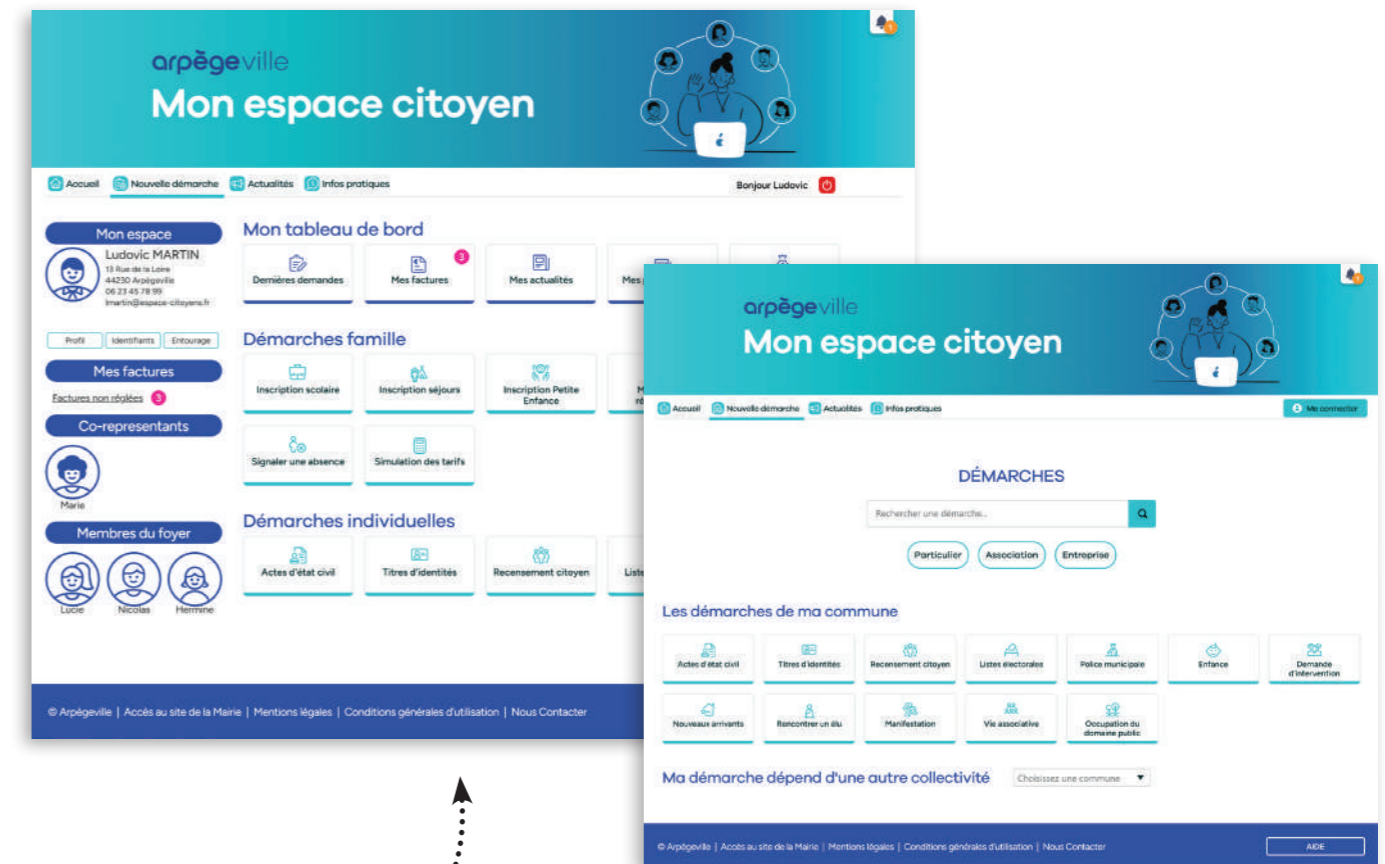 1
arpègeville
Mon espace citoyen
Accueil Nouvelle démarche Actualités Infos pratiques Bonjour Ludovic
Mon espace
Ludovic MARTIN
13 Rue de la Loire
44230 Arpègeville
06 23 45 78 99
lmartin@espace-citoyens.fr
Profil Identifiants Entourage
Mes factures
Factures non réglées 3
Co-representants
Marie
Membres du foyer
Lucie Nicolas Hermine
Mon tableau de bord
Dernières demandes Mes factures 3 Mes actualités Mes
Démarches famille
Inscription scolaire Inscription séjours Inscription Petite
Enfance
Signaler une absence Simulation des tarifs
Démarches individuelles
Actes d'état civil Titres d'identités Recensement citoyen Liste
© Arpègeville | Accès au site de la Mairie | Mentions légales | Conditions générales d'utilisation | Nous Contacter
arpègeville
Mon espace citoyen
Accueil Nouvelle démarche Actualités Infos pratiques Me connecter
DÉMARCHES
Rechercher une démarche...
Particulier Association Entreprise
Les démarches de ma commune
Actes d'état civil Titres d'identités Recensement citoyen Listes électorales Police municipale Enfance Demande
d'intervention
Nouveaux arrivants Rencontrer un élu Manifestation Vie associative Occupation du
domaine public
Ma démarche dépend d'une autre collectivité Choisissez une commune
© Arpègeville | Accès au site de la Mairie | Mentions légales | Conditions générales d'utilisation | Nous Contacter AIDE